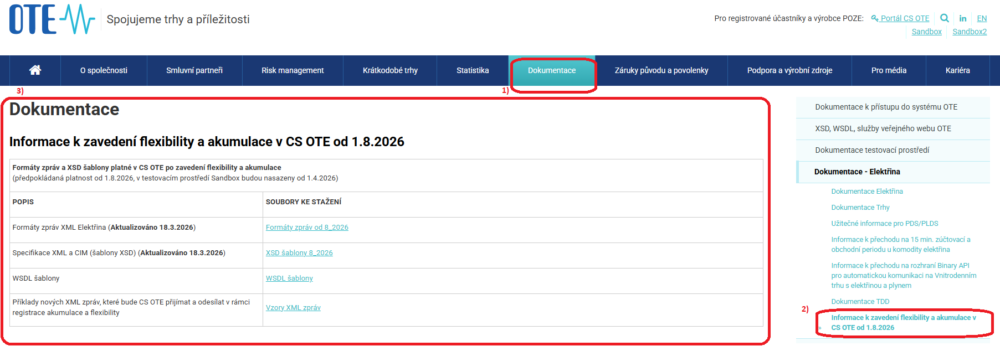 OTE
Spojujeme trhy a příležitosti
Pro registrované účastníky a výrobce POZE:
Portál CS OTE
in
EN
Sandbox
Sandbox2
O společnosti
Smluvní partneři
Risk management
Krátkodobé trhy
Statistika
Dokumentace
Záruky původu a povolenky
Podpora a výrobní zdroje
Pro média
Kariéra
3)
1)
Dokumentace
Informace k zavedení flexibility a akumulace v CS OTE od 1.8.2026
Formáty zpráv a XSD šablony platné v CS OTE po zavedení flexibility a akumulace
(předpokládaná platnost od 1.8.2026, v testovacím prostředí Sandbox budou nasazeny od 1.4.2026)
POPIS
SOUBORY KE STAŽENÍ
Formáty zpráv XML Elektřina (Aktualizováno 18.3.2026)
Formáty zpráv od 8_2026
Specifikace XML a CIM (šablony XSD) (Aktualizováno 18.3.2026)
XSD šablony 8_2026
WSDL šablony
WSDL šablony
Příklady nových XML zpráv, které bude CS OTE přijímat a odesílat v rámci
registrace akumulace a flexibility
Vzory XML zpráv
Dokumentace k přístupu do systému OTE
XSD, WSDL, služby veřejného webu OTE
Dokumentace testovací prostředí
Dokumentace - Elektřina
Dokumentace Elektřina
Dokumentace Trhy
Užitečné informace pro PDS/PLDS
Informace k přechodu na 15 min. zúčtovací a
obchodní periodu u komodity elektřina
Informace k přechodu na rozhraní Binary API
pro automatickou komunikaci na Vnitrodenním
trhu s elektřinou a plynem
Dokumentace TDD
2)
Informace k zavedení flexibility a akumulace v
» CS OTE od 1.8.2026